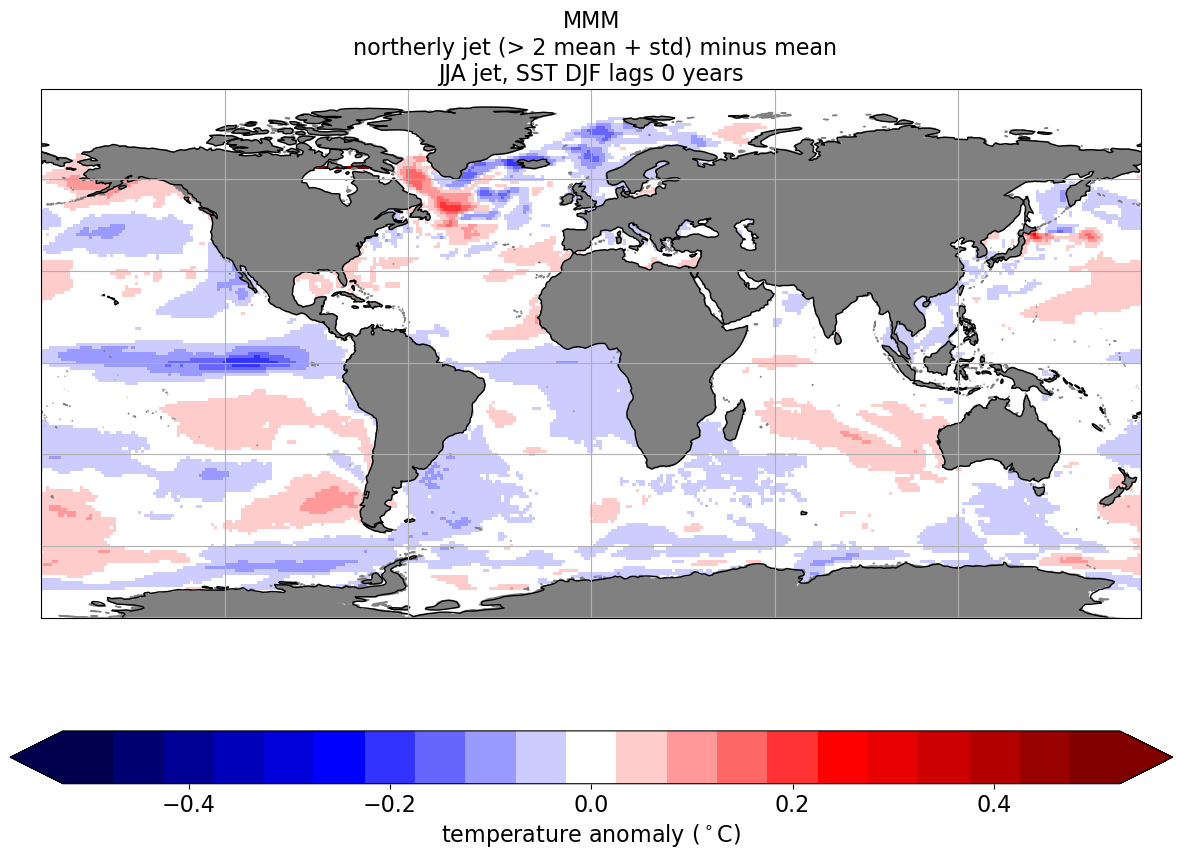 MMM
northerly jet (> 2 mean + std) minus mean
JJA jet, SST DJF lags 0 years
−0.4 −0.2 0.0 0.2 0.4
temperature anomaly (°C)